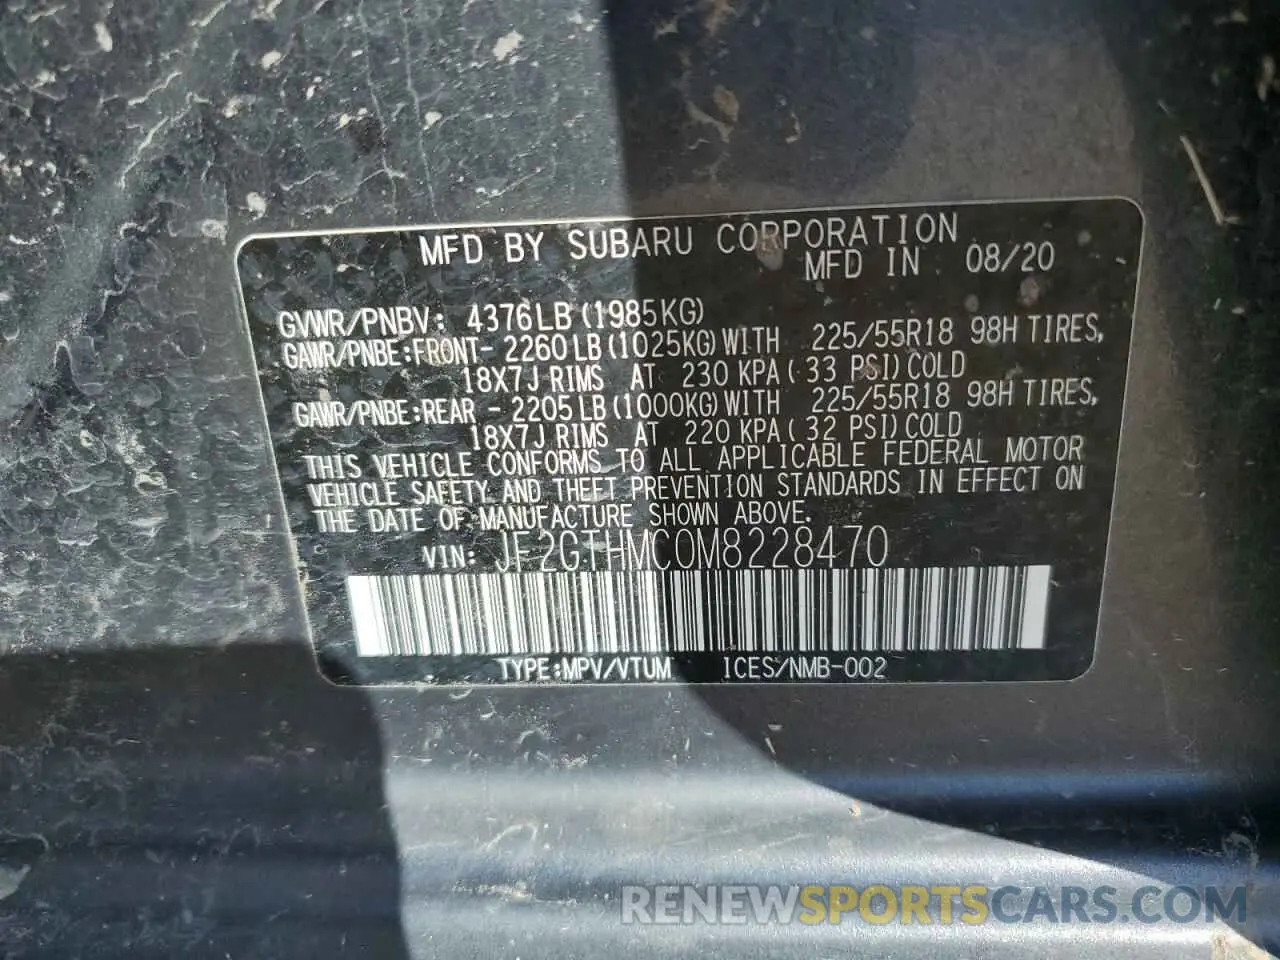 MFD BY SUBARU CORPORATION
MFD IN 08/20
GVWR/PNBV: 4376LB(1985KG)
GAWR/PNBE:FRONT- 2260LB(1025KG)WITH 225/55R18 98H TIRES,
18X7J RIMS AT 230 KPA( 33 PSI)COLD
GAWR/PNBE:REAR - 2205LB(1000KG)WITH 225/55R18 98H TIRES,
18X7J RIMS AT 220 KPA( 32 PSI)COLD
THIS VEHICLE CONFORMS TO ALL APPLICABLE FEDERAL MOTOR
VEHICLE SAFETY AND THEFT PREVENTION STANDARDS IN EFFECT ON
THE DATE OF MANUFACTURE SHOWN ABOVE.
VIN: JF2GTHMC0M8228470
TYPE:MPV/VTUM ICES/NMB-002
RENEWSPORTSCARS.COM